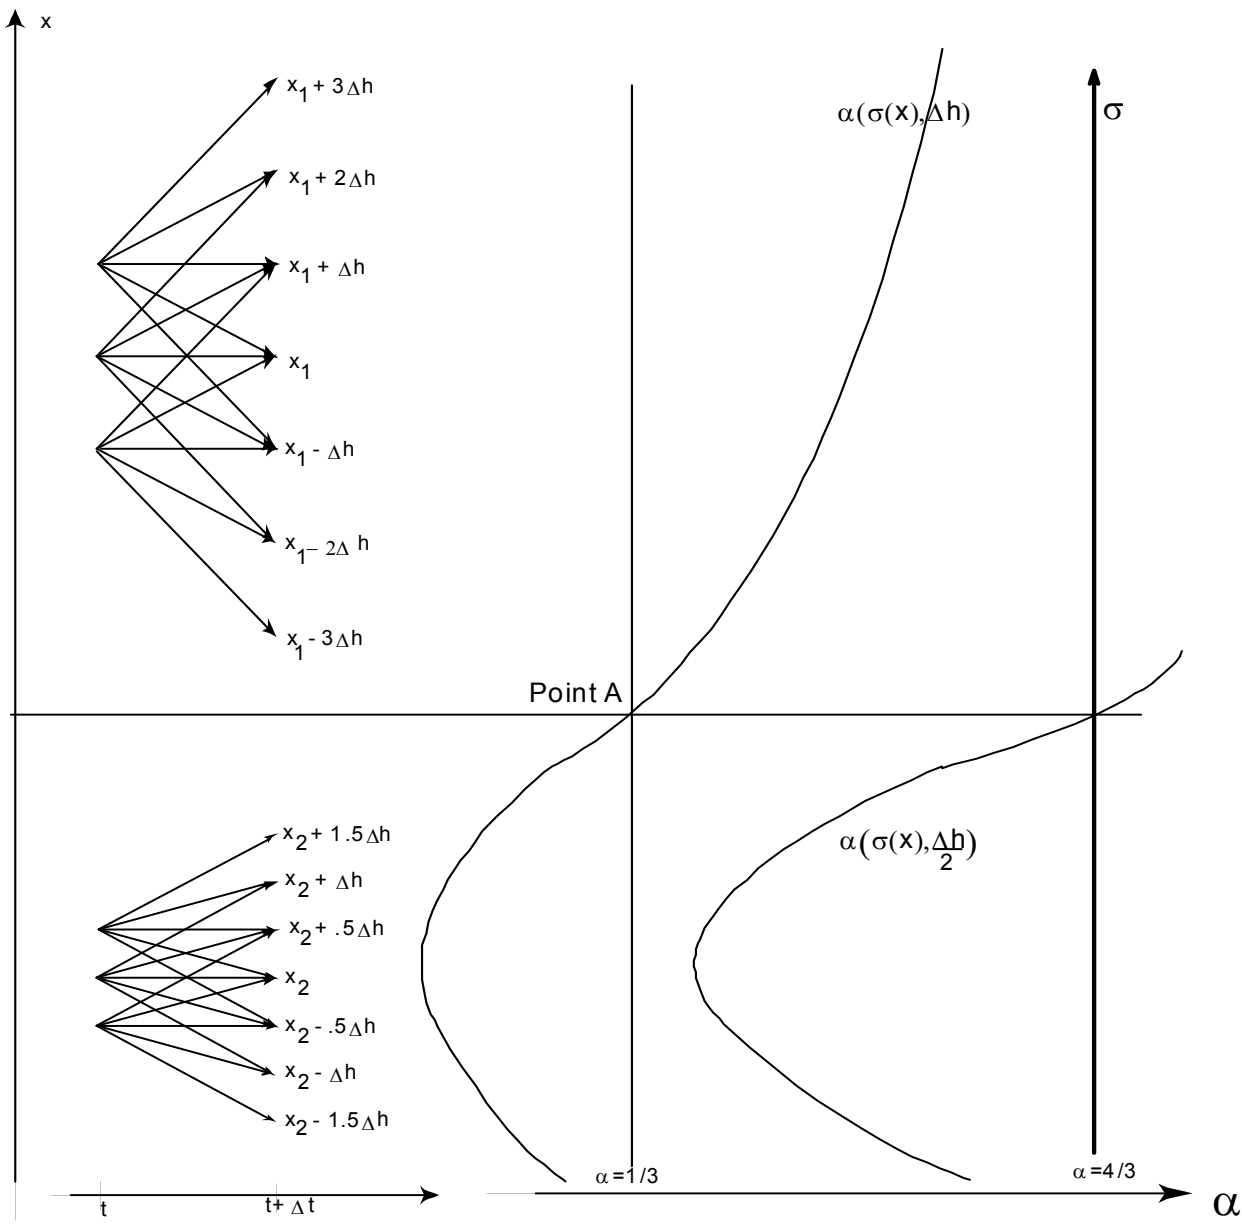 x
x₁ + 3Δh
α(σ(x),Δh)
σ
x₁ + 2Δh
x₁ + Δh
x₁
x₁ - Δh
x₁– 2Δ h
x₁ - 3Δh
Point A
x₂ + 1.5Δh
α(σ(x),Δh/2)
x₂ + Δh
x₂ + .5Δh
x₂
x₂ - .5Δh
x₂ - Δh
x₂ - 1.5Δh
α=1/3
α=4/3
t
t+ Δt
α